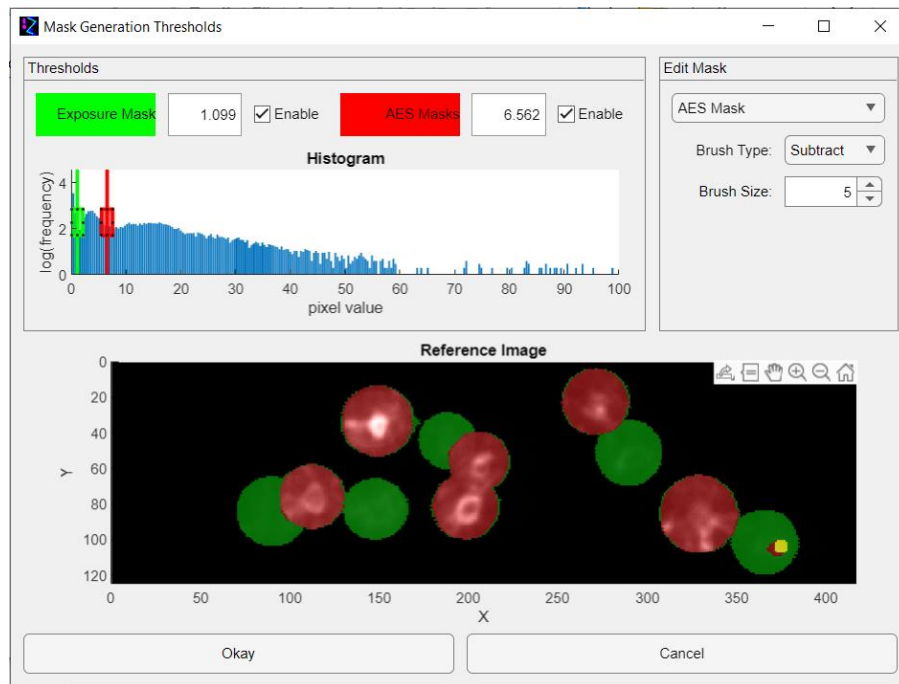 Mask Generation Thresholds
Thresholds
Exposure Mask 1.099 Enable AES Masks 6.562 Enable
Histogram
log(frequency)
4
2
0
0 10 20 30 40 50 60 70 80 90 100
pixel value
Edit Mask
AES Mask
Brush Type: Subtract
Brush Size: 5
Reference Image
Y
0
20
40
60
80
100
120
0 50 100 150 200 250 300 350 400
X
Okay Cancel